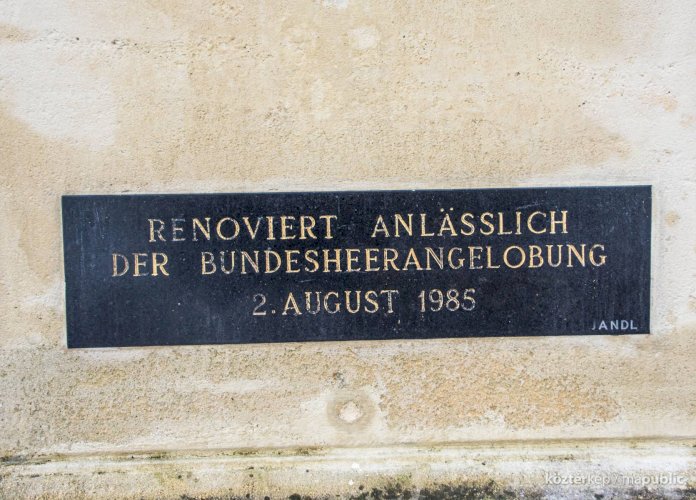 RENOVIERT ANLÄSSLICH
DER BUNDESHEERANGELOBUNG
2. AUGUST 1985
JANDL
köztérkép / mapublic